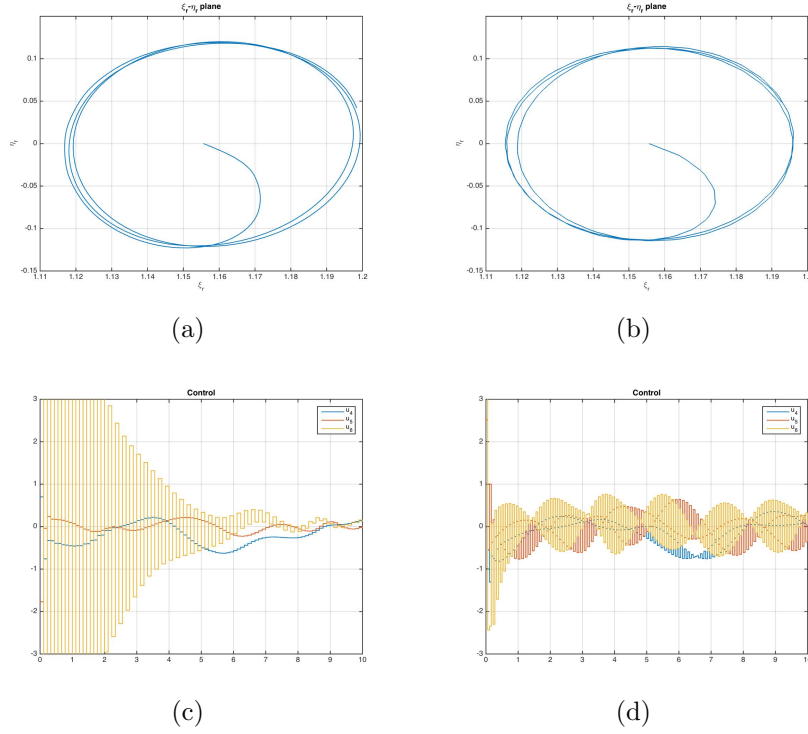 ξr-ηr plane
0.1
0.05
0
-0.05
-0.1
-0.15
ηr
1.11 1.12 1.13 1.14 1.15 1.16 1.17 1.18 1.19 1.2
ξr
(a)
ξr-ηr plane
0.1
0.05
0
-0.05
-0.1
-0.15
ηr
1.11 1.12 1.13 1.14 1.15 1.16 1.17 1.18 1.19 1.2
ξr
(b)
Control
3
2
1
0
-1
-2
-3
u4
u5
u6
0 1 2 3 4 5 6 7 8 9 10
(c)
Control
3
2
1
0
-1
-2
-3
u4
u5
u6
0 1 2 3 4 5 6 7 8 9 10
(d)